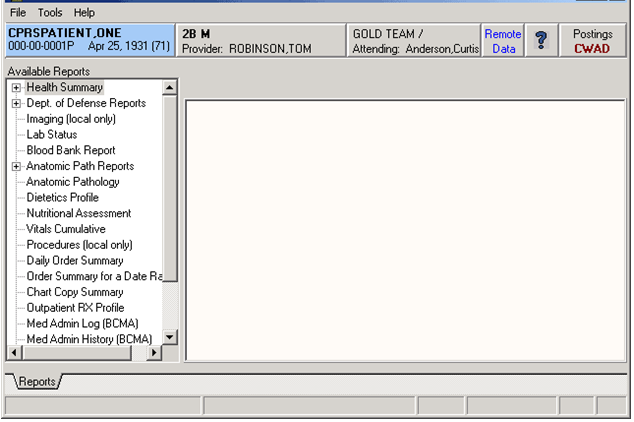 File Tools Help
CPRSPATIENT,ONE
000-00-0001P Apr 25, 1931 (71)
2B M
Provider: ROBINSON,TOM
GOLD TEAM /
Attending: Anderson,Curtis
Remote
Data
?
Postings
CWAD
Available Reports
Health Summary
Dept. of Defense Reports
Imaging (local only)
Lab Status
Blood Bank Report
Anatomic Path Reports
Anatomic Pathology
Dietetics Profile
Nutritional Assessment
Vitals Cumulative
Procedures (local only)
Daily Order Summary
Order Summary for a Date Ra
Chart Copy Summary
Outpatient RX Profile
Med Admin Log (BCMA)
Med Admin History (BCMA)
Reports